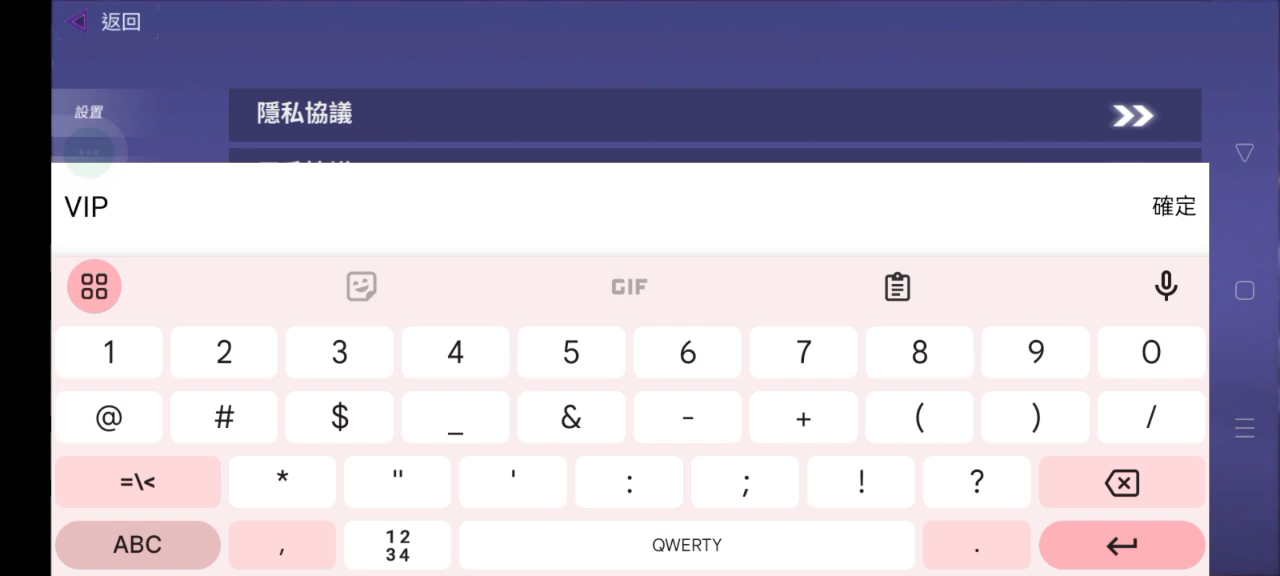 返回
設置
隱私協議
VIP
確定
GIF
1 2 3 4 5 6 7 8 9 0
@ # $ _ & - + ( ) /
=\< * " ' : ; ! ?
ABC , 12 34 QWERTY .